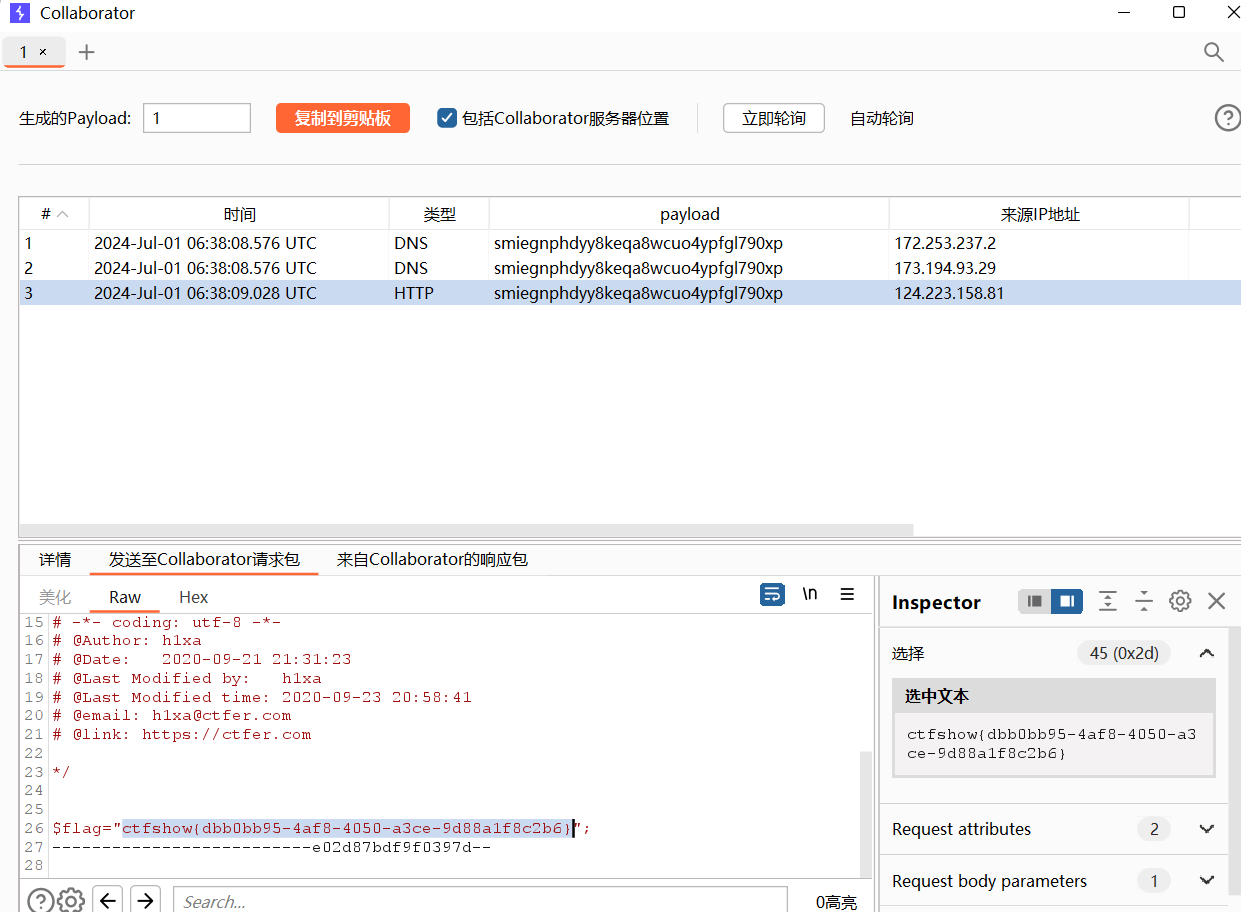 Collaborator
1 ×
生成的Payload: 1 复制到剪贴板 包括Collaborator服务器位置 立即轮询 自动轮询
# 时间 类型 payload 来源IP地址
1 2024-Jul-01 06:38:08.576 UTC DNS smiegnphdyy8keqa8wcuo4ypfgl790xp 172.253.237.2
2 2024-Jul-01 06:38:08.576 UTC DNS smiegnphdyy8keqa8wcuo4ypfgl790xp 173.194.93.29
3 2024-Jul-01 06:38:09.028 UTC HTTP smiegnphdyy8keqa8wcuo4ypfgl790xp 124.223.158.81
详情 发送至Collaborator请求包 来自Collaborator的响应包
美化 Raw Hex \n
15 # -*- coding: utf-8 -*-
16 # @Author: h1xa
17 # @Date:   2020-09-21 21:31:23
18 # @Last Modified by:   h1xa
19 # @Last Modified time: 2020-09-23 20:58:41
20 # @email: h1xa@ctfer.com
21 # @link: https://ctfer.com
22
23 */
24
25
26 $flag="ctfshow{dbb0bb95-4af8-4050-a3ce-9d88a1f8c2b6}";
27 --------------------------e02d87bdf9f0397d--
28
Search...
0高亮
Inspector
选择 45 (0x2d)
选中文本
ctfshow{dbb0bb95-4af8-4050-a3
ce-9d88a1f8c2b6}
Request attributes 2
Request body parameters 1